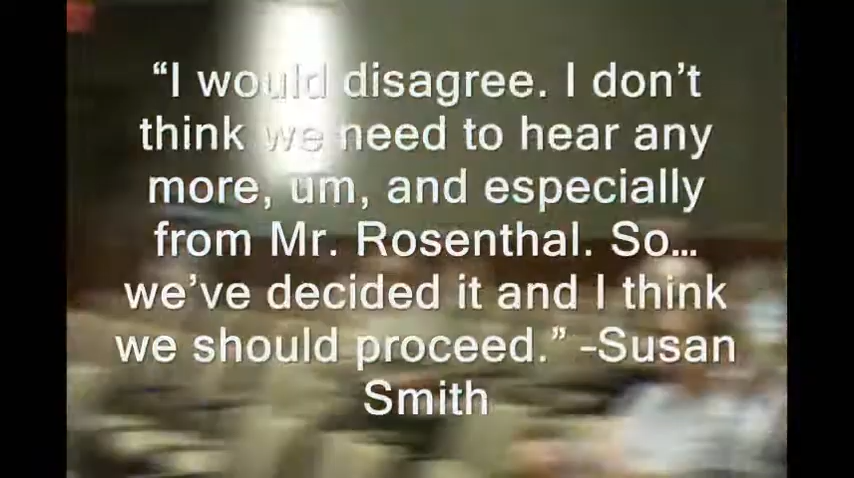 “I would disagree. I don’t
think we need to hear any
more, um, and especially
from Mr. Rosenthal. So...
we’ve decided it and I think
we should proceed.” -Susan
Smith